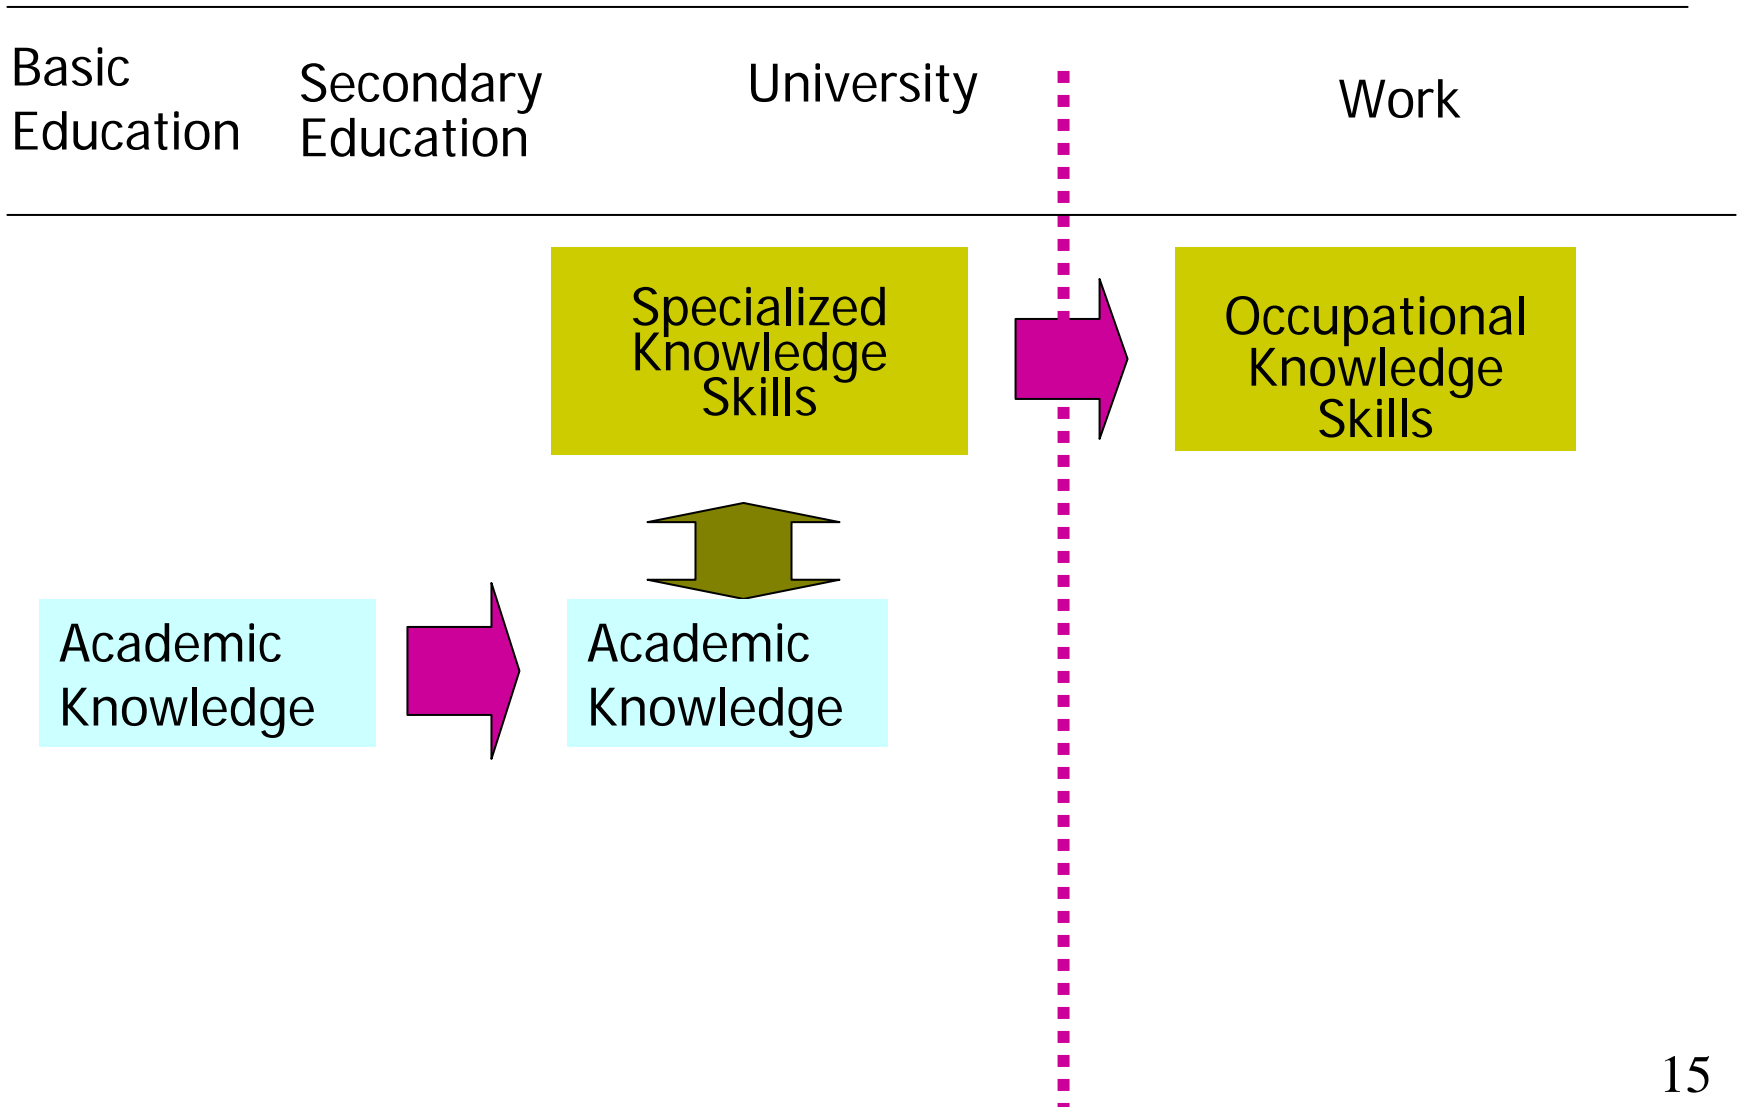 Basic
Education
Secondary
Education
University
Work
Specialized
Knowledge
Skills
Occupational
Knowledge
Skills
Academic
Knowledge
Academic
Knowledge
15